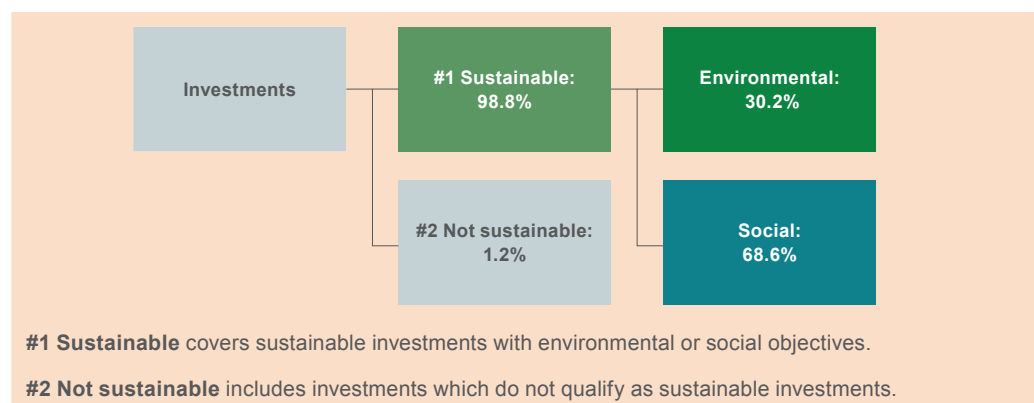 Investments
#1 Sustainable:
98.8%
Environmental:
30.2%
#2 Not sustainable:
1.2%
Social:
68.6%
#1 Sustainable covers sustainable investments with environmental or social objectives.
#2 Not sustainable includes investments which do not qualify as sustainable investments.